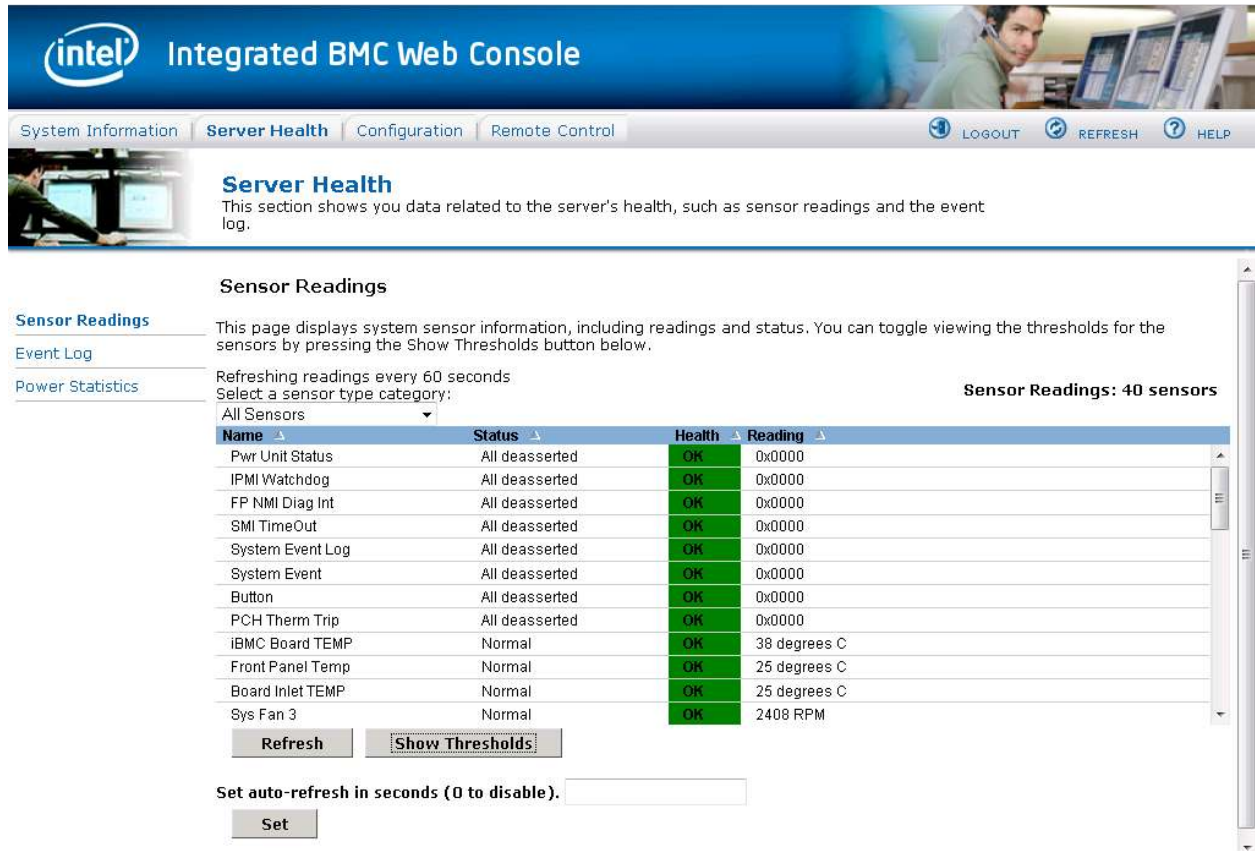 intel Integrated BMC Web Console
System Information Server Health Configuration Remote Control LOGOUT REFRESH HELP
Server Health
This section shows you data related to the server's health, such as sensor readings and the event
log.
Sensor Readings
Event Log
Power Statistics
Sensor Readings
This page displays system sensor information, including readings and status. You can toggle viewing the thresholds for the
sensors by pressing the Show Thresholds button below.
Refreshing readings every 60 seconds
Select a sensor type category:
Sensor Readings: 40 sensors
All Sensors
Name Status Health Reading
Pwr Unit Status All deasserted OK 0x0000
IPMI Watchdog All deasserted OK 0x0000
FP NMI Diag Int All deasserted OK 0x0000
SMI TimeOut All deasserted OK 0x0000
System Event Log All deasserted OK 0x0000
System Event All deasserted OK 0x0000
Button All deasserted OK 0x0000
PCH Therm Trip All deasserted OK 0x0000
iBMC Board TEMP Normal OK 38 degrees C
Front Panel Temp Normal OK 25 degrees C
Board Inlet TEMP Normal OK 25 degrees C
Sys Fan 3 Normal OK 2408 RPM
Refresh Show Thresholds
Set auto-refresh in seconds (0 to disable).
Set